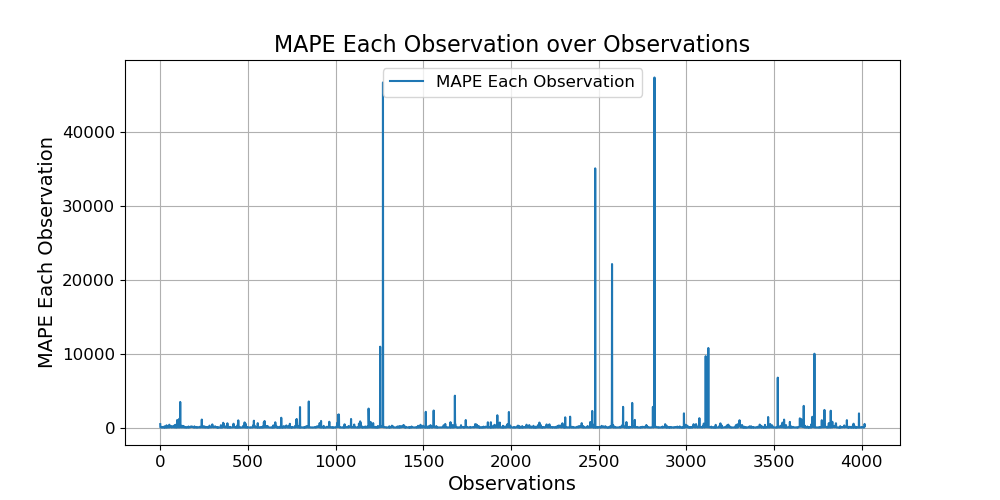 MAPE Each Observation over Observations
MAPE Each Observation
MAPE Each Observation
40000
30000
20000
10000
0
0 500 1000 1500 2000 2500 3000 3500 4000
Observations